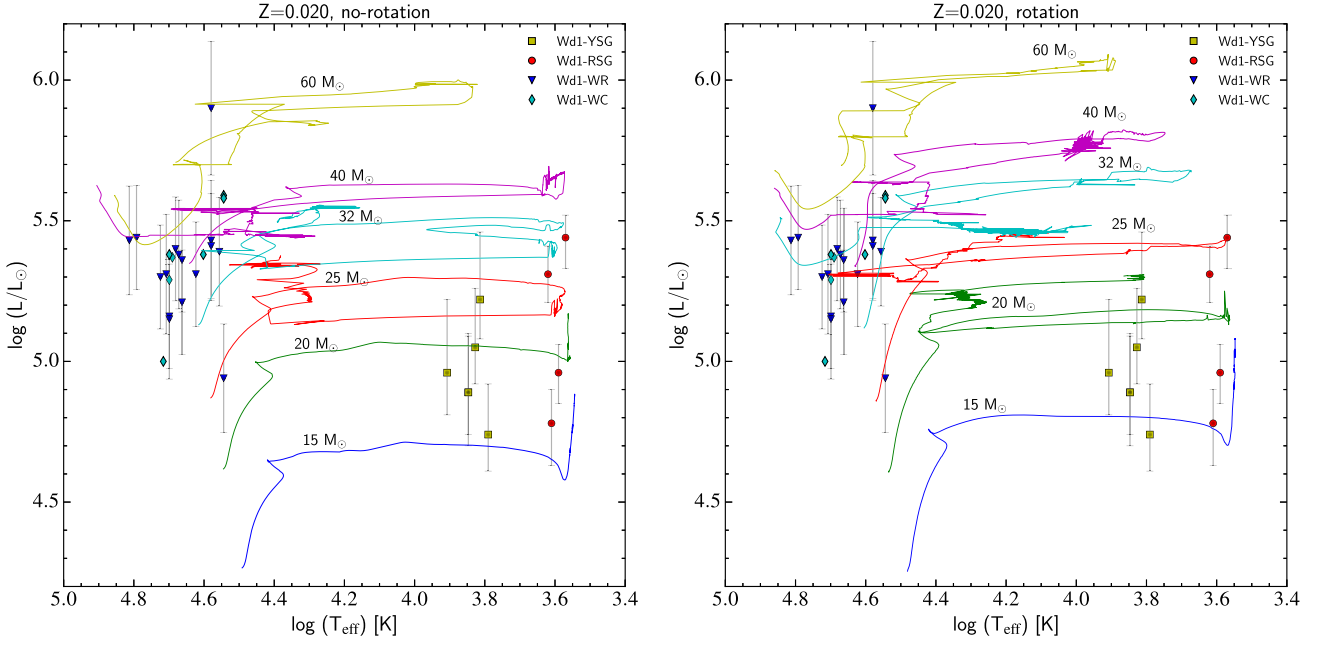 Z=0.020, no-rotation
Wd1-YSG
Wd1-RSG
Wd1-WR
Wd1-WC
60 M⊙
40 M⊙
32 M⊙
25 M⊙
20 M⊙
15 M⊙
6.0
5.5
5.0
4.5
log (L/L⊙)
5.0 4.8 4.6 4.4 4.2 4.0 3.8 3.6 3.4
log (Teff) [K]
Z=0.020, rotation
Wd1-YSG
Wd1-RSG
Wd1-WR
Wd1-WC
60 M⊙
40 M⊙
32 M⊙
25 M⊙
20 M⊙
15 M⊙
6.0
5.5
5.0
4.5
log (L/L⊙)
5.0 4.8 4.6 4.4 4.2 4.0 3.8 3.6 3.4
log (Teff) [K]